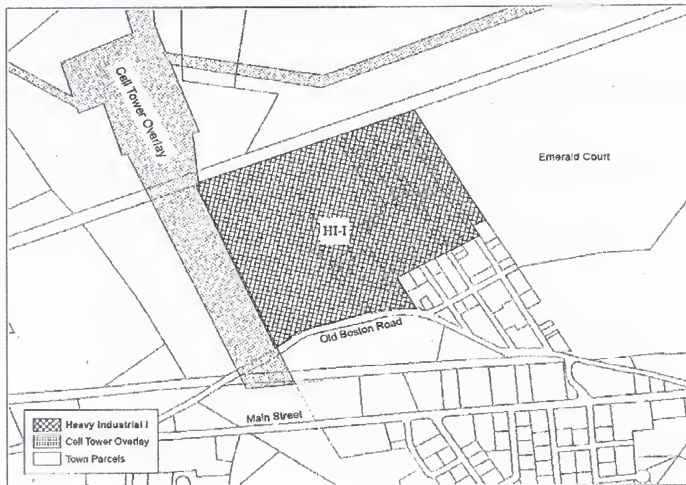 Cell Tower Overlay
Emerald Court
HI-I
Old Boston Road
Main Street
Heavy Industrial I
Cell Tower Overlay
Town Parcels